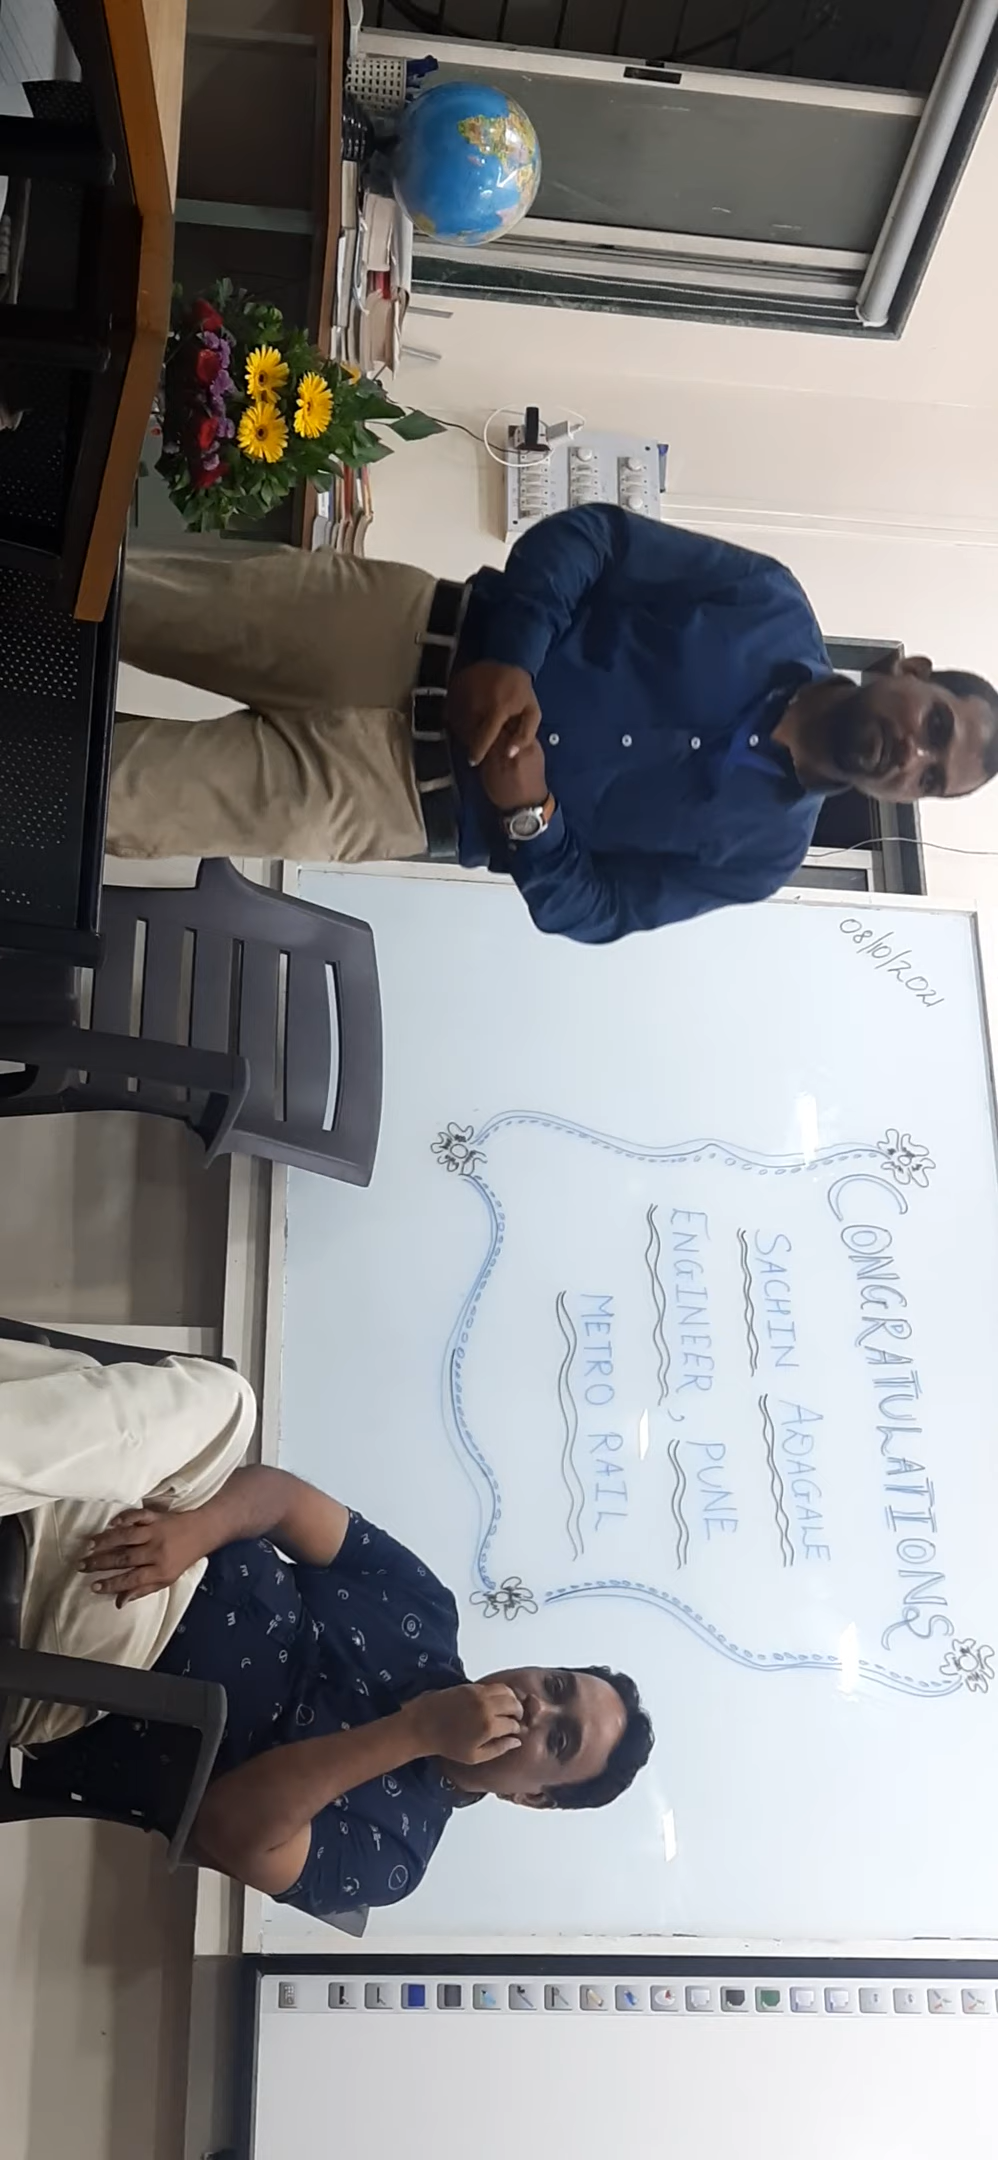 08/10/2021
CONGRATULATIONS
SACHIN ADAGALE
ENGINEER, PUNE
METRO RAIL